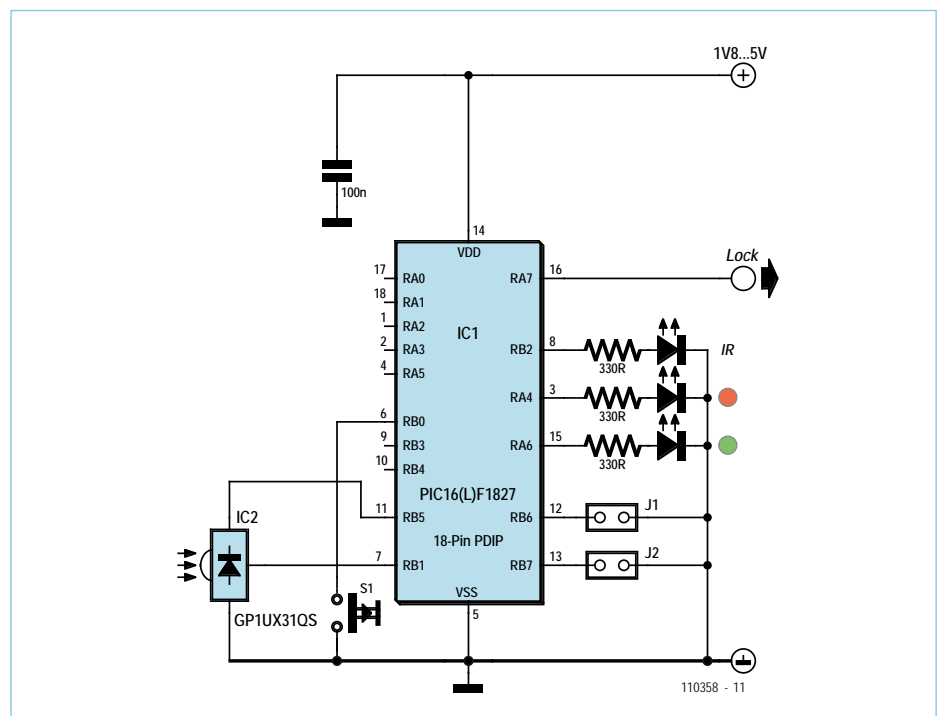 1V8...5V
100n
14
VDD
17 RA0
RA7 16
Lock
18 RA1
1 RA2
IC1
2 RA3
RB2 8
330R
IR
4 RA5
RA4 3
330R
6 RB0
RA6 15
330R
9 RB3
10 RB4
PIC16(L)F1827
IC2
11 RB5
18-Pin PDIP
RB6 12
J1
7 RB1
RB7 13
J2
GP1UX31QS
S1
VSS
5
110358 - 11